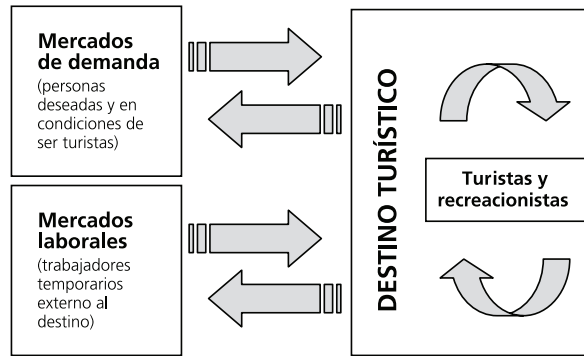 Mercados
de demanda
(personas
deseadas y en
condiciones de
ser turistas)
Mercados
laborales
(trabajadores
temporarios
externo al
destino)
DESTINO TURÍSTICO
Turistas y
recreacionistas